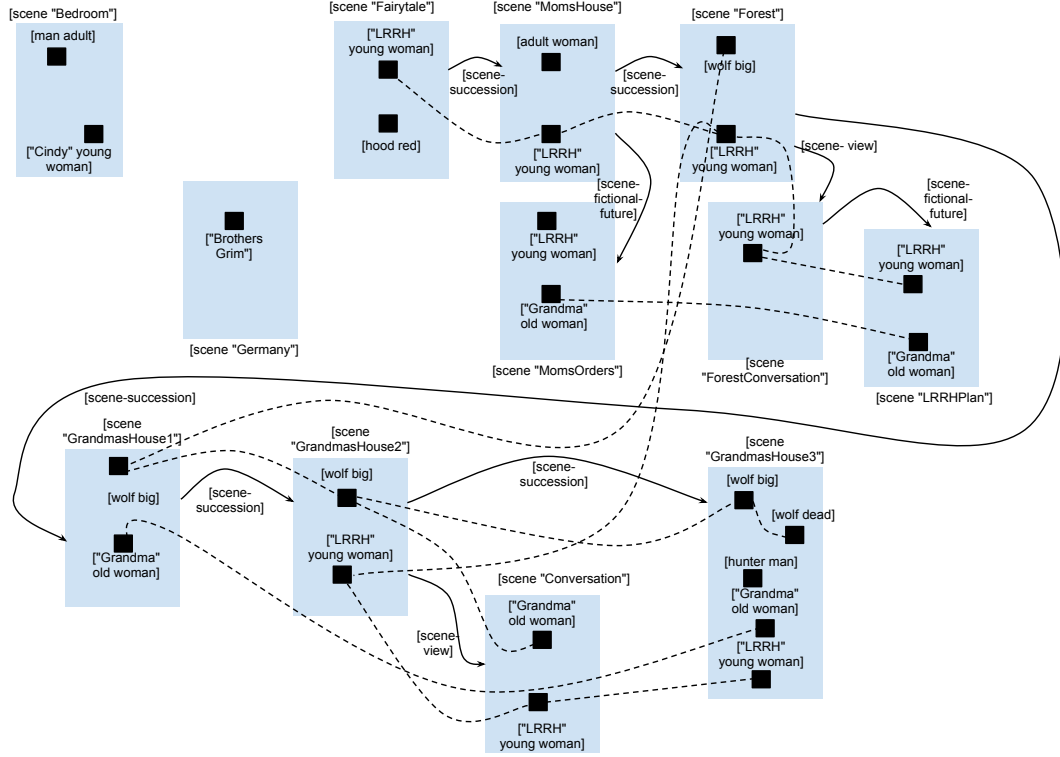 [scene "Bedroom"]
[man adult]
["Cindy" young
woman]
[scene "Fairytale"]
["LRRH"
young woman]
[hood red]
[scene-
succession]
[scene "MomsHouse"]
[adult woman]
["LRRH"
young woman]
[scene-
succession]
[scene "Forest"]
[wolf big]
["LRRH"
young woman]
[scene- view]
[scene-
fictional-
future]
["Brothers
Grim"]
[scene "Germany"]
["LRRH"
young woman]
["Grandma"
old woman]
[scene "MomsOrders"]
["LRRH"
young woman]
[scene
"ForestConversation"]
[scene-
fictional-
future]
["LRRH"
young woman]
["Grandma"
old woman]
[scene "LRRHPlan"]
[scene-succession]
[scene
"GrandmasHouse1"]
[wolf big]
["Grandma"
old woman]
[scene-
succession]
[scene
"GrandmasHouse2"]
[wolf big]
["LRRH"
young woman]
[scene-
succession]
[scene-
view]
[scene "Conversation"]
["Grandma"
old woman]
["LRRH"
young woman]
[scene
"GrandmasHouse3"]
[wolf big]
[wolf dead]
[hunter man]
["Grandma"
old woman]
["LRRH"
young woman]